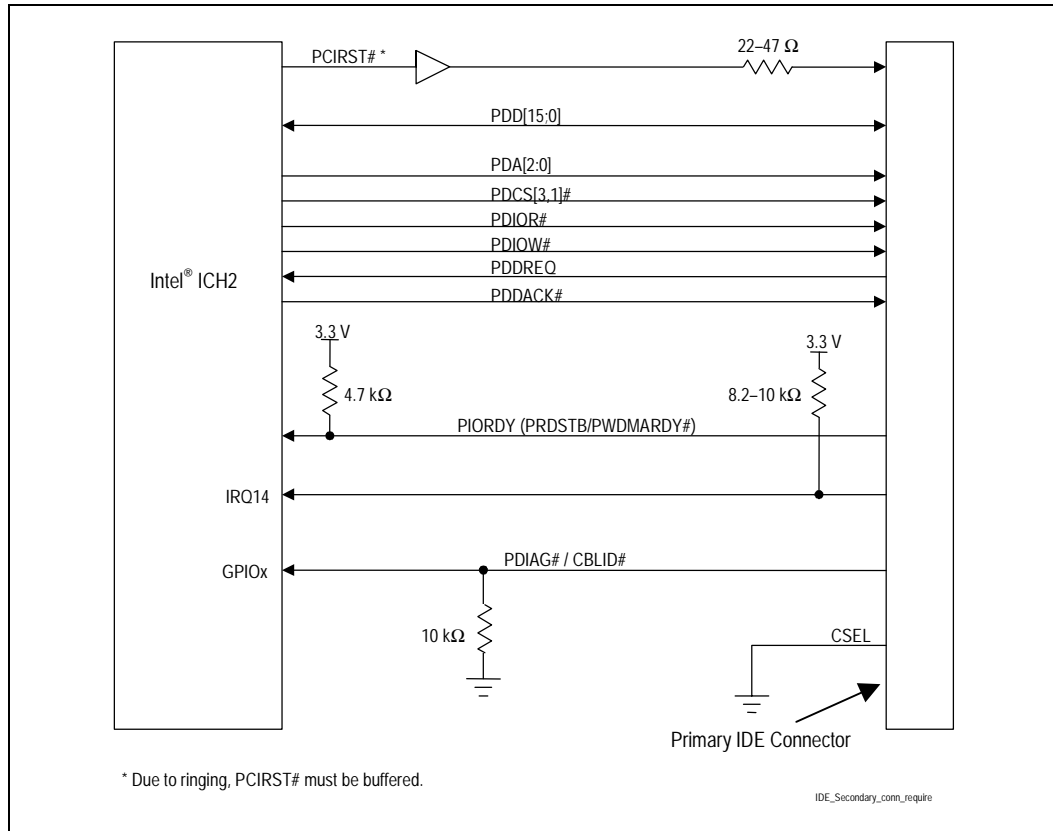 PCIRST# *
22–47 Ω
PDD[15;0]
PDA[2:0]
PDCS[3,1]#
PDIOR#
PDIOW#
PDDREQ
Intel® ICH2
PDDACK#
3.3 V
3.3 V
4.7 kΩ
8.2–10 kΩ
PIORDY (PRDSTB/PWDMARDY#)
IRQ14
PDIAG# / CBLID#
GPIOx
10 kΩ
CSEL
Primary IDE Connector
* Due to ringing, PCIRST# must be buffered.
IDE_Secondary_conn_require